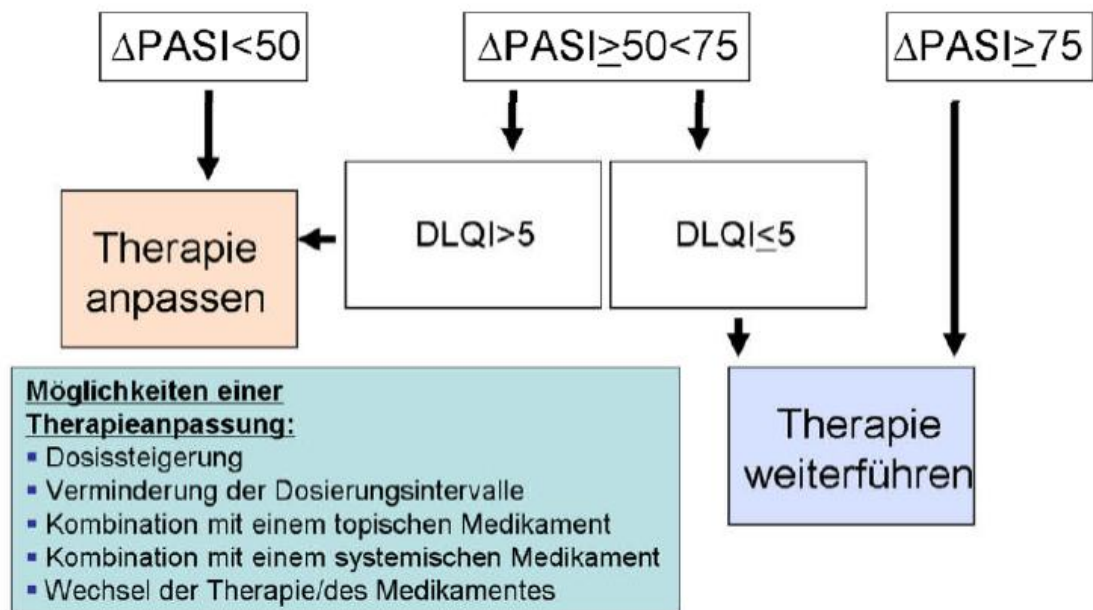 ΔPASI<50
ΔPASI≥50<75
ΔPASI≥75
DLQI>5
DLQI≤5
Therapie
anpassen
Möglichkeiten einer
Therapieanpassung:
▪ Dosissteigerung
▪ Verminderung der Dosierungsintervalle
▪ Kombination mit einem topischen Medikament
▪ Kombination mit einem systemischen Medikament
▪ Wechsel der Therapie/des Medikamentes
Therapie
weiterführen